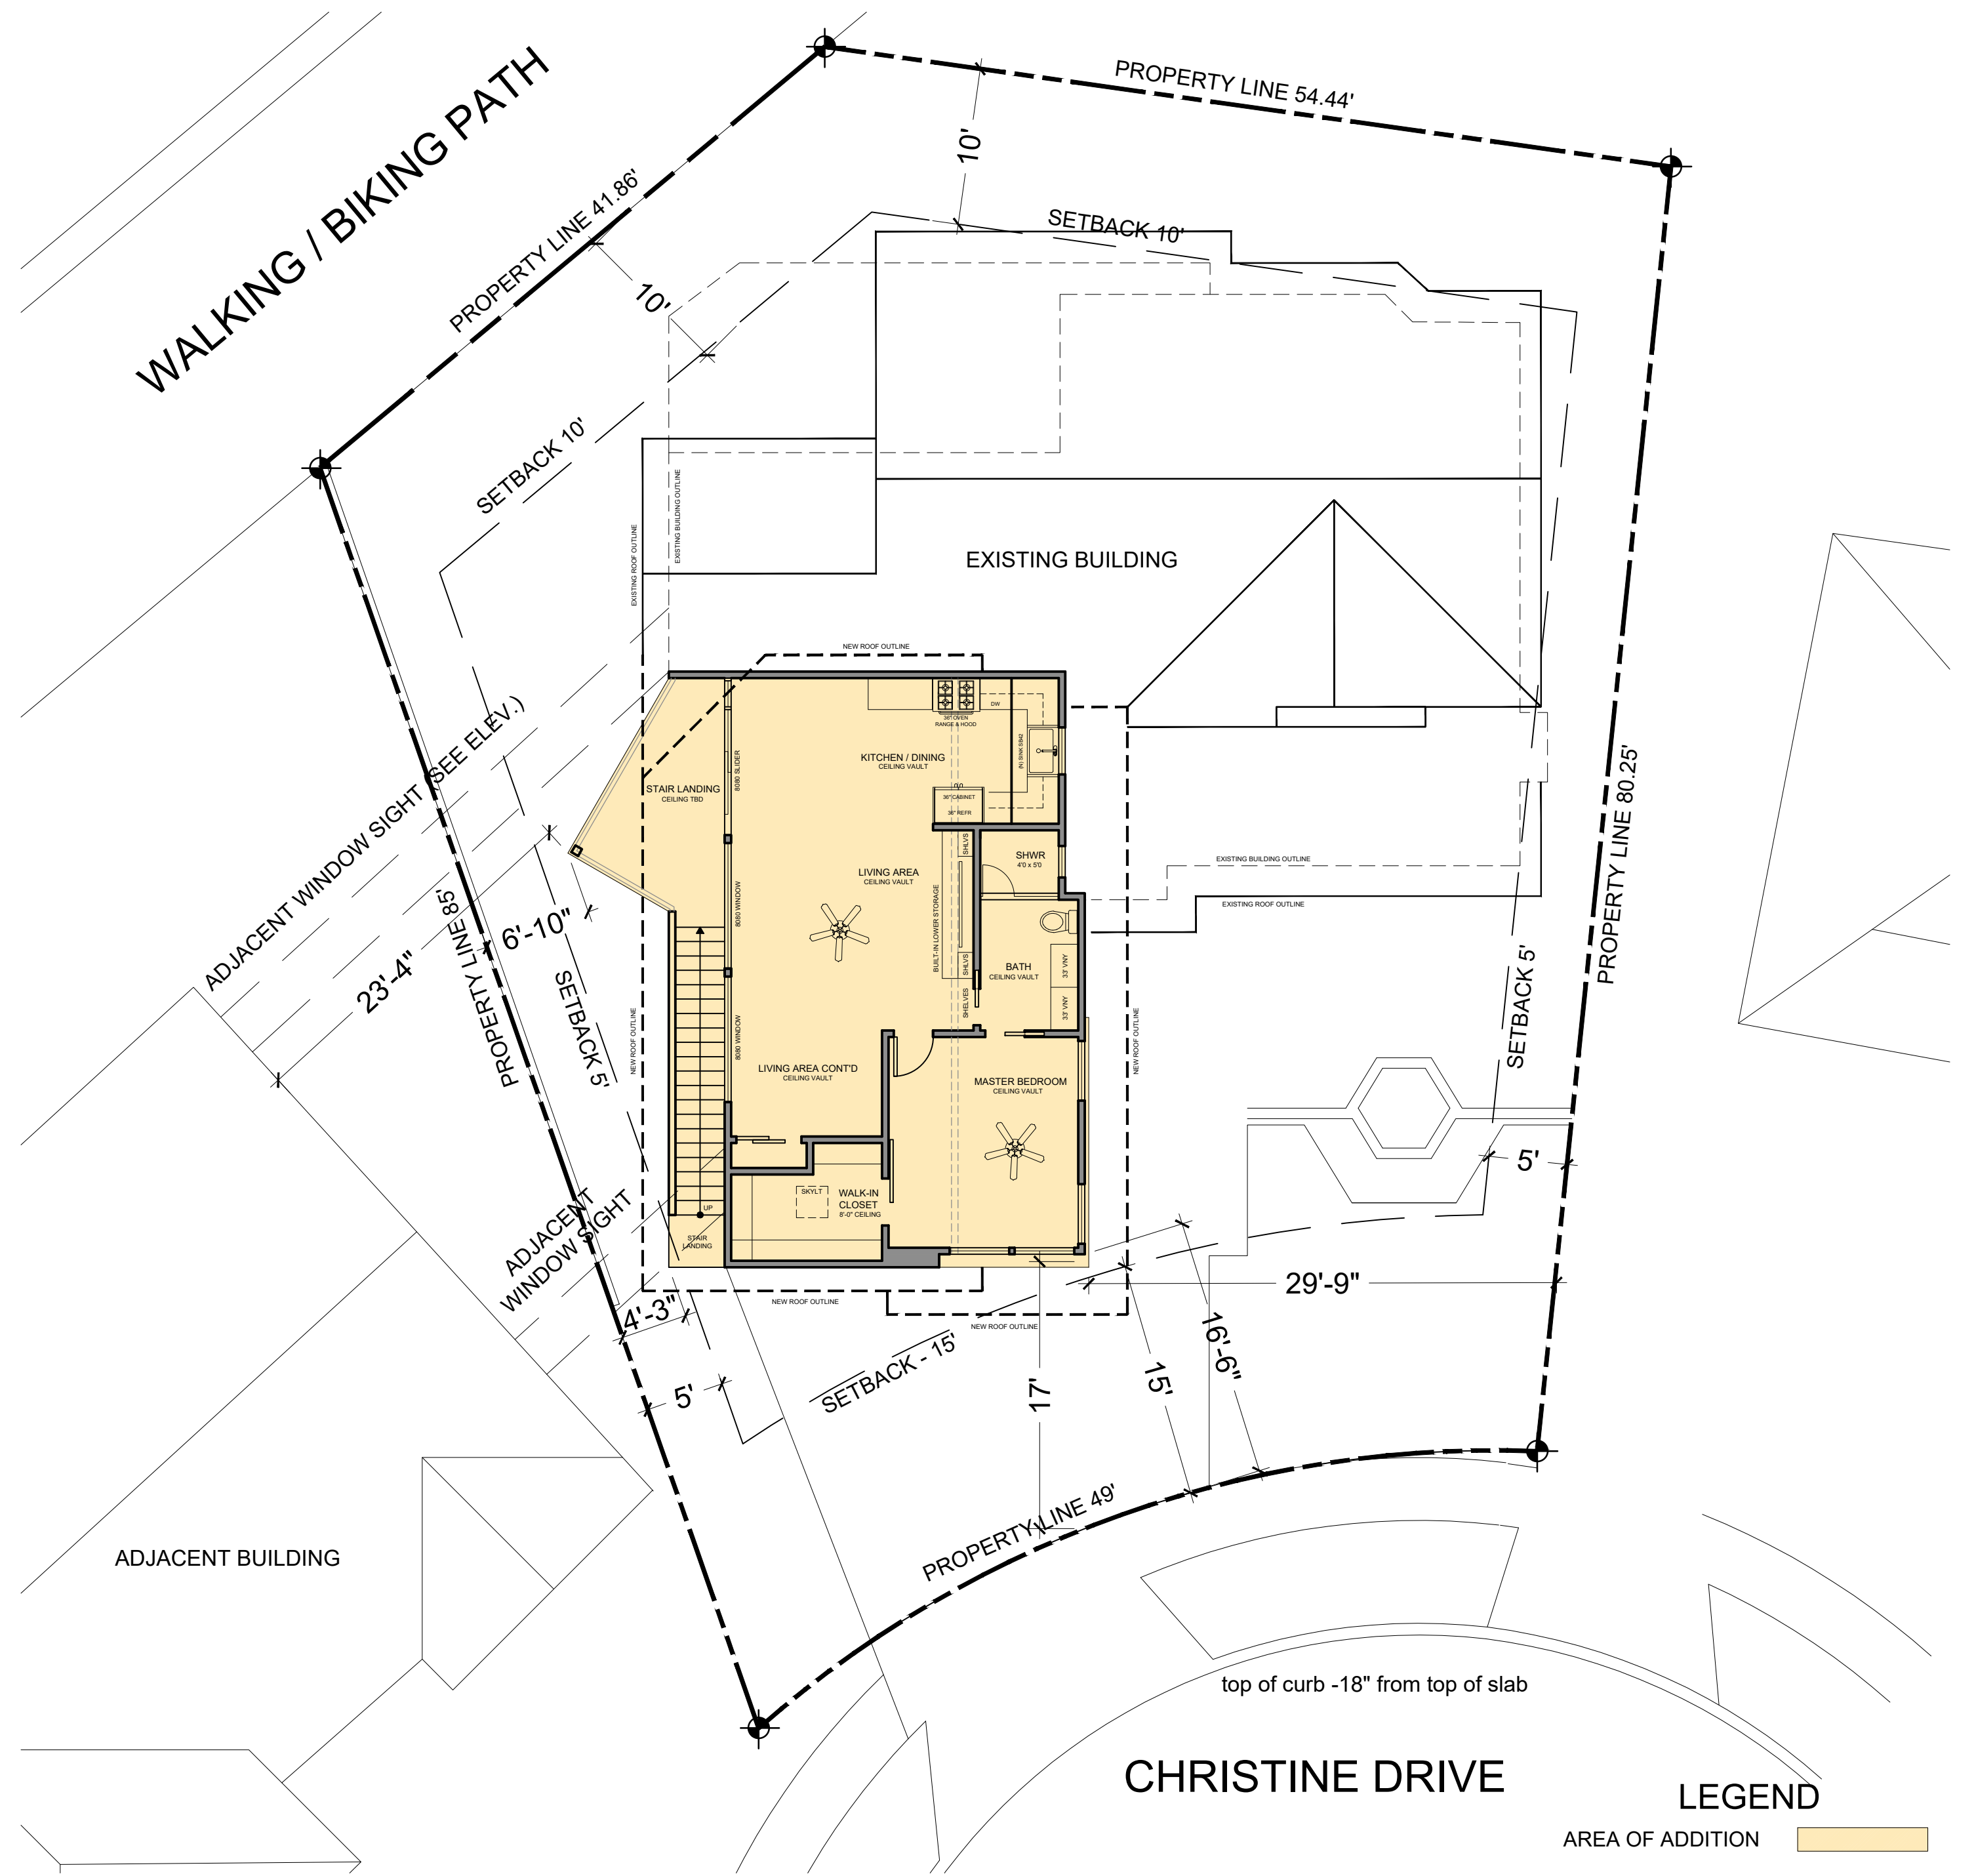 WALKING / BIKING PATH
PROPERTY LINE 54.44'
10'
SETBACK 10'
PROPERTY LINE 41.86'
10'
SETBACK 10'
EXISTING BUILDING OUTLINE
EXISTING ROOF OUTLINE
EXISTING BUILDING
NEW ROOF OUTLINE
36" OVEN
RANGE & HOOD
DW
(N) SINK SB42
KITCHEN / DINING
CEILING VAULT
8080 SLIDER
STAIR LANDING
CEILING TBD
36" CABINET
36" REFR
ADJACENT WINDOW SIGHT (SEE ELEV.)
PROPERTY LINE 80.25'
SHLVS
SHWR
4'0 x 5'0
EXISTING BUILDING OUTLINE
EXISTING ROOF OUTLINE
LIVING AREA
CEILING VAULT
8080 WINDOW
BUILT-IN LOWER STORAGE
6'-10"
23'-4"
PROPERTY LINE 85'
SETBACK 5'
BATH
CEILING VAULT
SHLVS
SHELVES
33" VNY
33" VNY
SETBACK 5'
NEW ROOF OUTLINE
8080 WINDOW
NEW ROOF OUTLINE
LIVING AREA CONT'D
CEILING VAULT
MASTER BEDROOM
CEILING VAULT
5'
SKYLT
WALK-IN
CLOSET
8'-0" CEILING
UP
STAIR
LANDING
ADJACENT
WINDOW SIGHT
4'-3"
29'-9"
NEW ROOF OUTLINE
NEW ROOF OUTLINE
SETBACK - 15'
5'
17'
15'
16'-6"
PROPERTY LINE 49'
ADJACENT BUILDING
top of curb -18" from top of slab
CHRISTINE DRIVE
LEGEND
AREA OF ADDITION